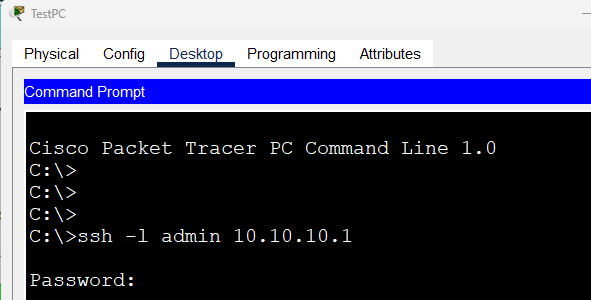 TestPC
Physical Config Desktop Programming Attributes
Command Prompt
Cisco Packet Tracer PC Command Line 1.0
C:\>
C:\>
C:\>
C:\>ssh -l admin 10.10.10.1
Password: